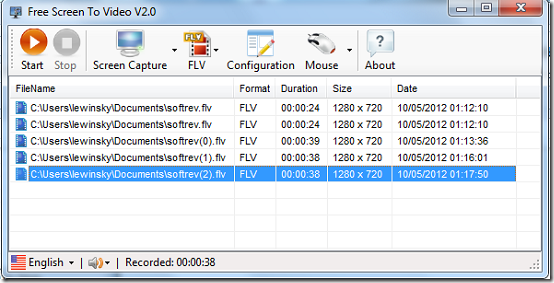 Free Screen To Video V2.0
FLV
Start Stop Screen Capture FLV Configuration Mouse About
FileName Format Duration Size Date
C:\Users\lewinsky\Documents\softrev.flv FLV 00:00:24 1280 x 720 10/05/2012 01:12:10
C:\Users\lewinsky\Documents\softrev.flv FLV 00:00:24 1280 x 720 10/05/2012 01:12:10
C:\Users\lewinsky\Documents\softrev(0).flv FLV 00:00:39 1280 x 720 10/05/2012 01:13:36
C:\Users\lewinsky\Documents\softrev(1).flv FLV 00:00:38 1280 x 720 10/05/2012 01:16:01
C:\Users\lewinsky\Documents\softrev(2).flv FLV 00:00:38 1280 x 720 10/05/2012 01:17:50
English Recorded: 00:00:38